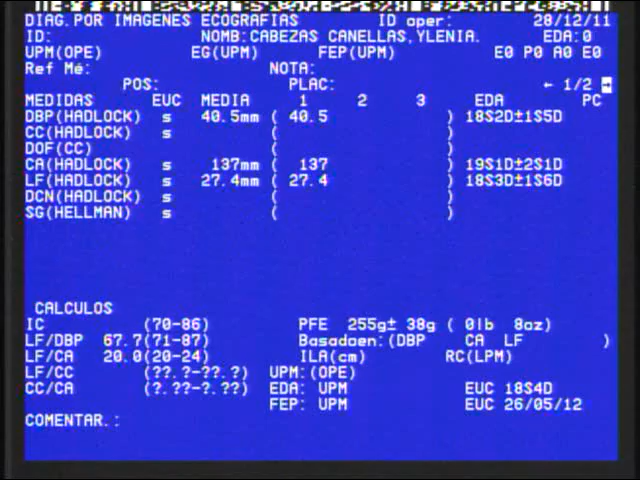 DIAG.POR IMAGENES ECOGRAFIAS ID oper: 28/12/11
ID: NOMB:CABEZAS CANELLAS,YLENIA. EDA:0
UPM(OPE) EG(UPM) FEP(UPM) E0 P0 A0 E0
Ref Mé: NOTA:
POS: PLAC: ← 1/2 →
MEDIDAS EUC MEDIA 1 2 3 EDA PC
DBP(HADLOCK) s 40.5mm ( 40.5 ) 18S2D±1S5D
CC(HADLOCK) s ( )
DOF(CC) ( )
CA(HADLOCK) s 137mm ( 137 ) 19S1D±2S1D
LF(HADLOCK) s 27.4mm ( 27.4 ) 18S3D±1S6D
DCN(HADLOCK) s ( )
SG(HELLMAN) s ( )
CALCULOS
IC (70-86) PFE 255g± 38g ( 0lb 8oz)
LF/DBP 67.7(71-87) Basadoen:(DBP CA LF )
LF/CA 20.0(20-24) ILA(cm) RC(LPM)
LF/CC (??.?-??.?) UPM:(OPE)
CC/CA (?.??-?.??) EDA: UPM EUC 18S4D
FEP: UPM EUC 26/05/12
COMENTAR.: